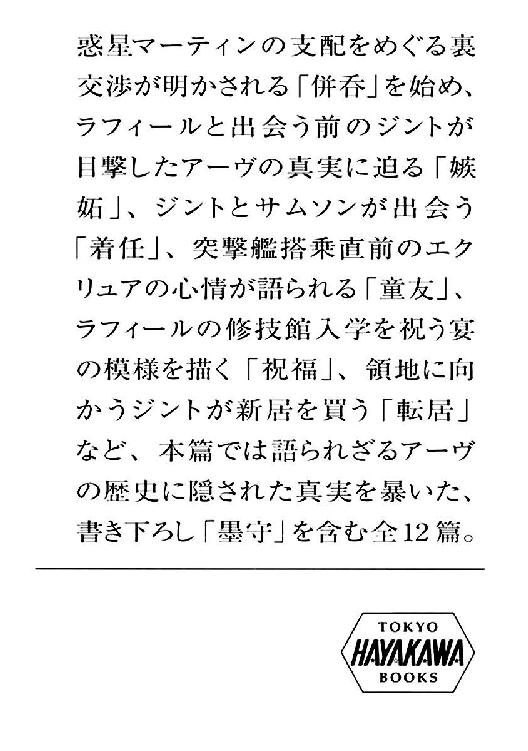 惑星マーティンの支配をめぐる裏
交渉が明かされる「併呑」を始め、
ラフィールと出会う前のジントが
目撃したアーヴの真実に迫る「嫉
妬」、ジントとサムソンが出会う
「着任」、突撃艦搭乗直前のエク
リュアの心情が語られる「童友」、
ラフィールの修技館入学を祝う宴
の模様を描く「祝福」、領地に向
かうジントが新居を買う「転居」
など、本篇では語られざるアーヴ
の歴史に隠された真実を暴いた、
書き下ろし「墨守」を含む全12篇。
TOKYO
HAYAKAWA
BOOKS